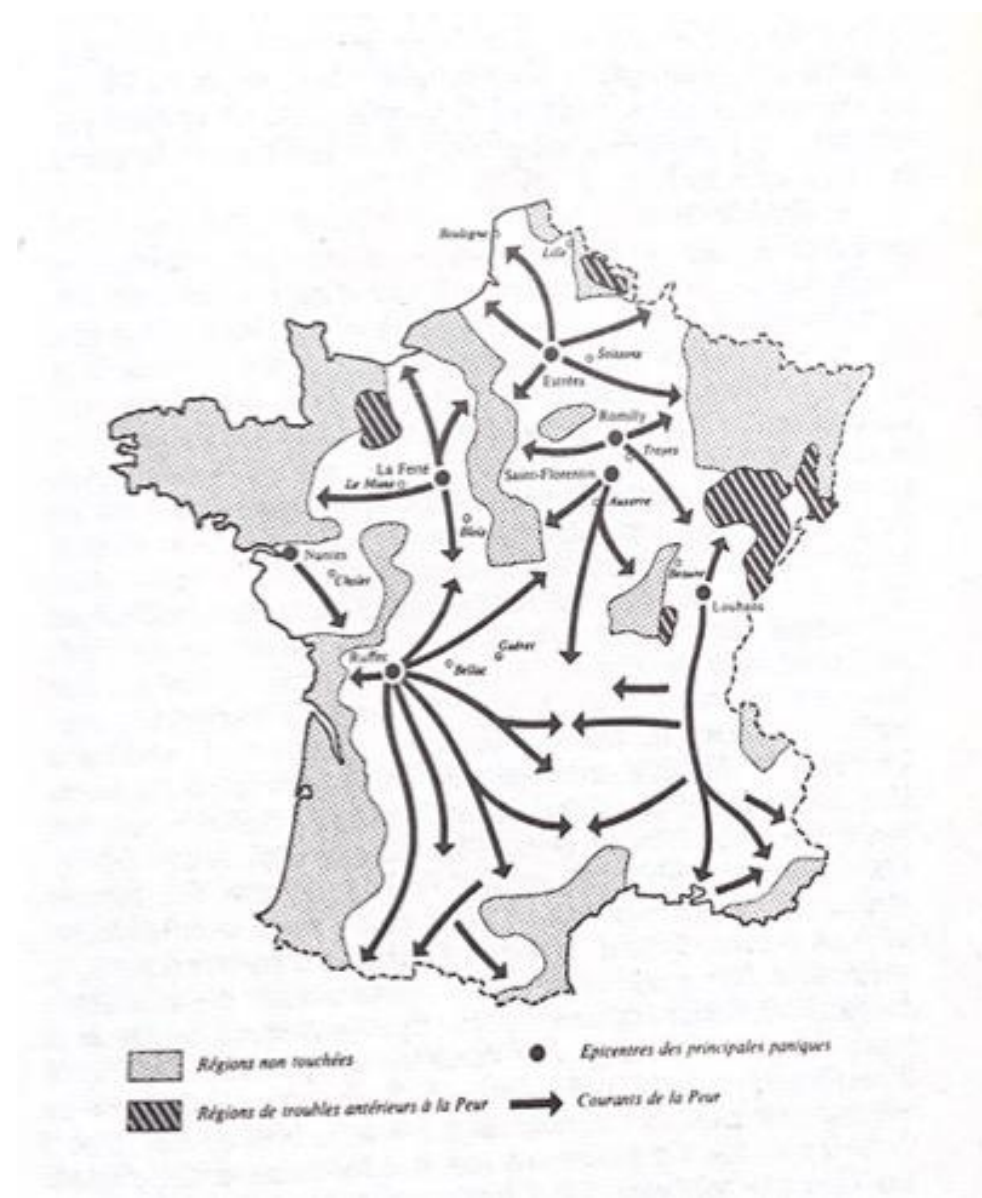 Boulogne
Lille
Soissons
Estrées
Romilly
Troyes
La Ferté
Saint-Florentin
Le Mans
Auxerre
Blois
Nantes
Cholet
Beaune
Louhans
Ruffec
Guéret
Bellac
Régions non touchées
Epicentres des principales paniques
Régions de troubles antérieurs à la Peur
Courants de la Peur